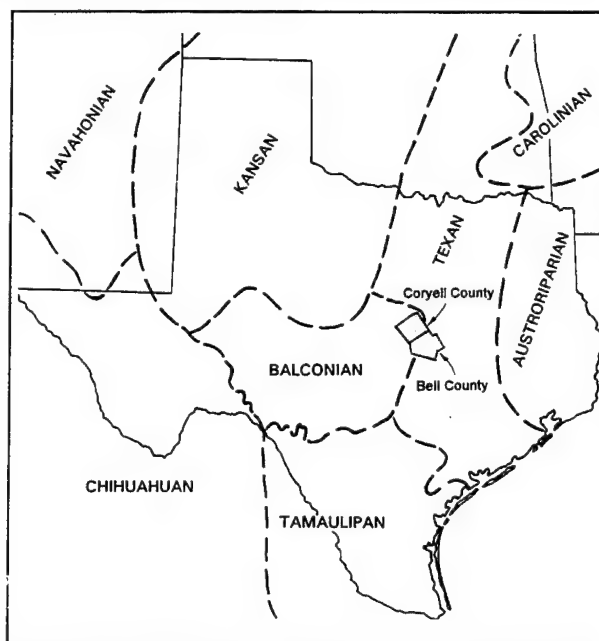 NAVAHONIAN
KANSAN
CAROLINIAN
TEXAN
AUSTRORIPARIAN
Coryell County
BALCONIAN
Bell County
CHIHUAHUAN
TAMAULIPAN